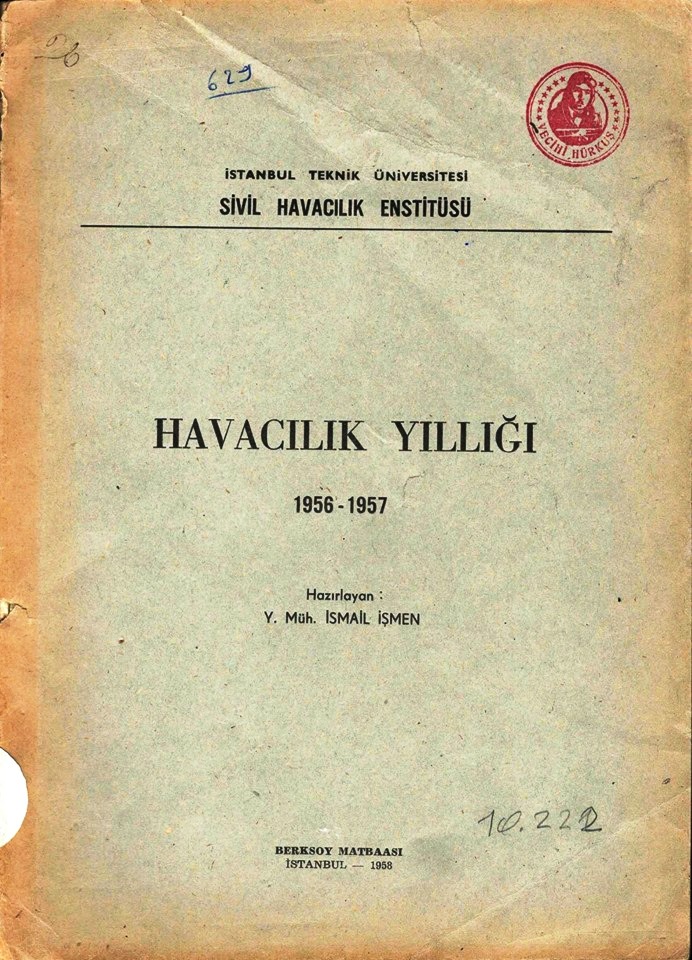 26
629
VECİHİ HÜRKUŞ
İSTANBUL TEKNİK ÜNİVERSİTESİ
SİVİL HAVACILIK ENSTİTÜSÜ
HAVACILIK YILLIĞI
1956 - 1957
Hazırlayan :
Y. Müh. İSMAİL İŞMEN
10.222
BERKSOY MATBAASI
İSTANBUL — 1958